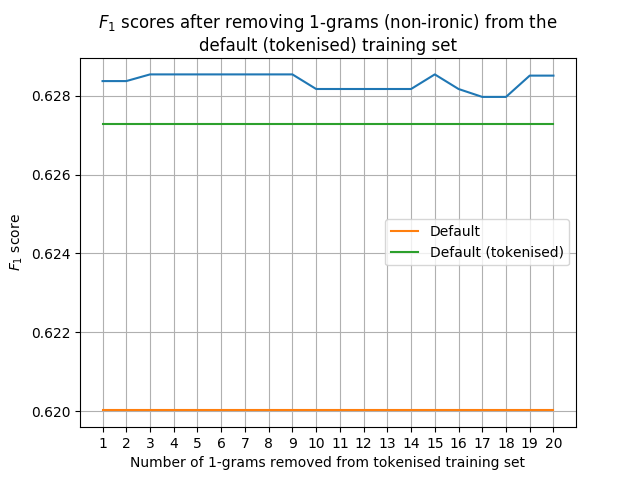 F1 scores after removing 1-grams (non-ironic) from the
default (tokenised) training set
0.628
0.626
0.624
0.622
0.620
F1 score
Default
Default (tokenised)
1 2 3 4 5 6 7 8 9 10 11 12 13 14 15 16 17 18 19 20
Number of 1-grams removed from tokenised training set